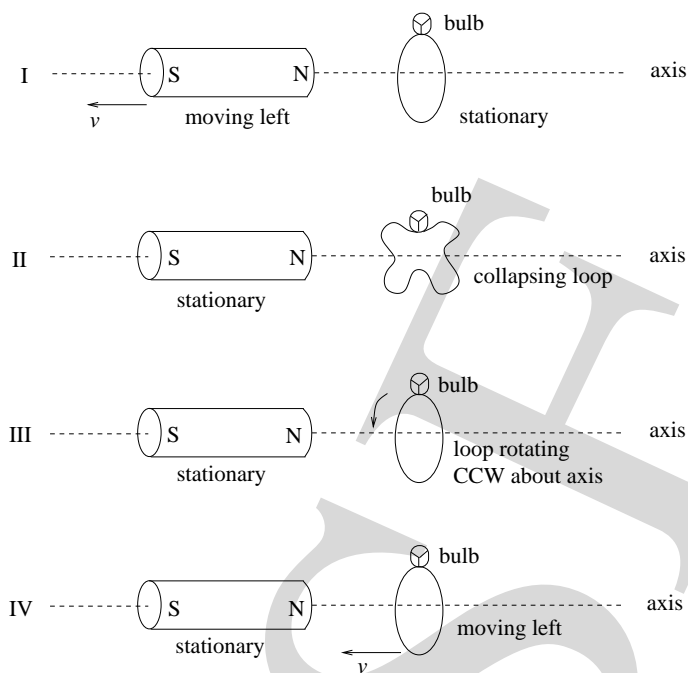 bulb
I
S
N
axis
v
moving left
stationary
bulb
II
S
N
axis
stationary
collapsing loop
bulb
III
S
N
axis
stationary
loop rotating
CCW about axis
bulb
IV
S
N
axis
stationary
v
moving left